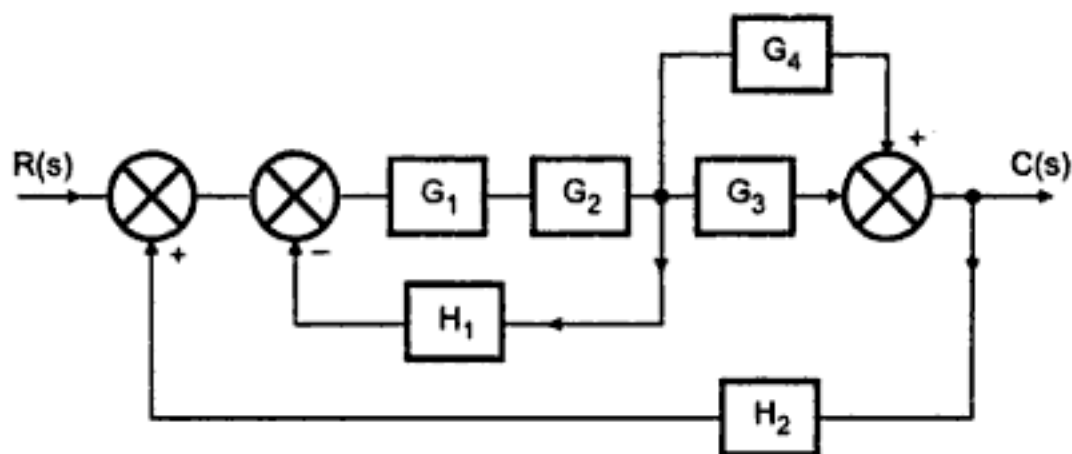 G₄
+
R(s)
C(s)
G₁
G₂
G₃
+
−
H₁
H₂